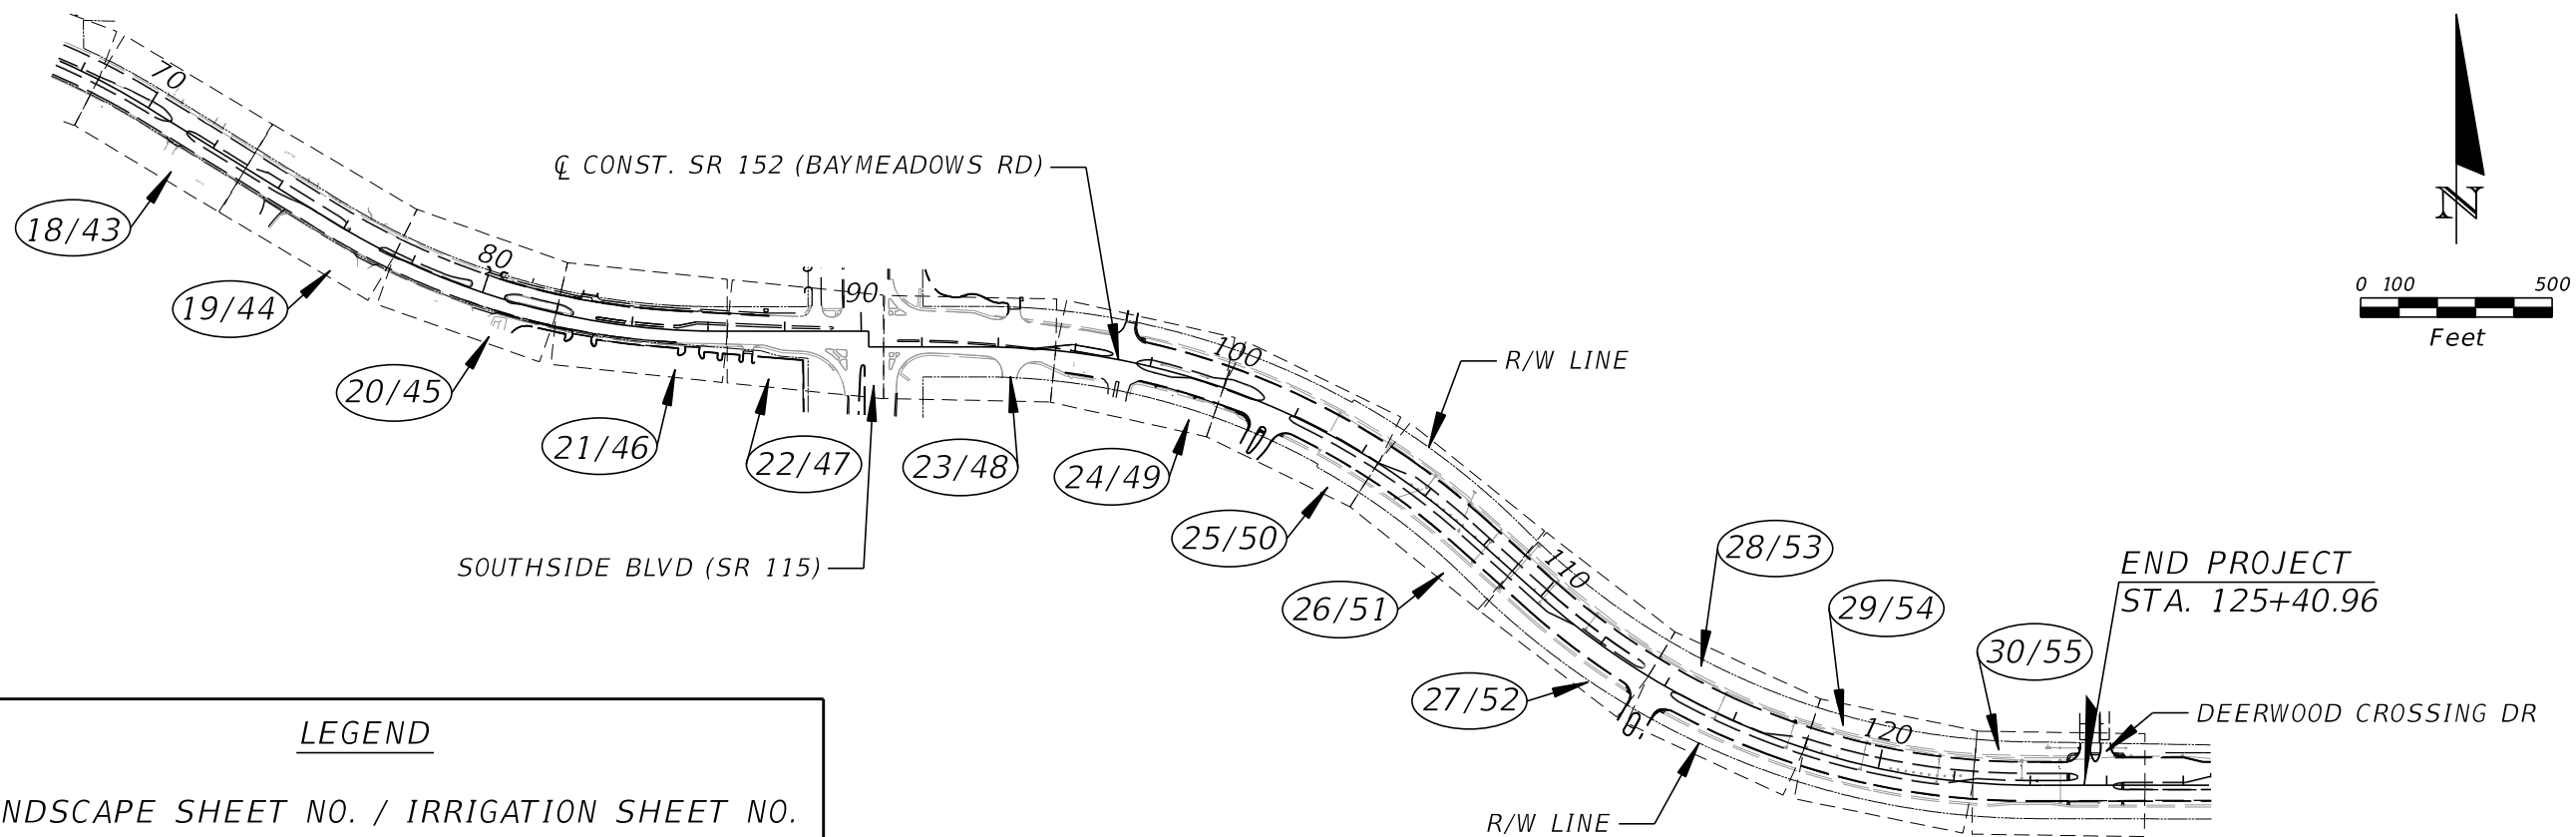 70
℄ CONST. SR 152 (BAYMEADOWS RD)
N
18/43
80
0 100 500
Feet
19/44
90
100
R/W LINE
20/45
21/46
22/47
23/48
24/49
25/50
SOUTHSIDE BLVD (SR 115)
26/51
110
28/53
END PROJECT
STA. 125+40.96
29/54
30/55
27/52
120
DEERWOOD CROSSING DR
R/W LINE
LEGEND
NDSCAPE SHEET NO. / IRRIGATION SHEET NO.